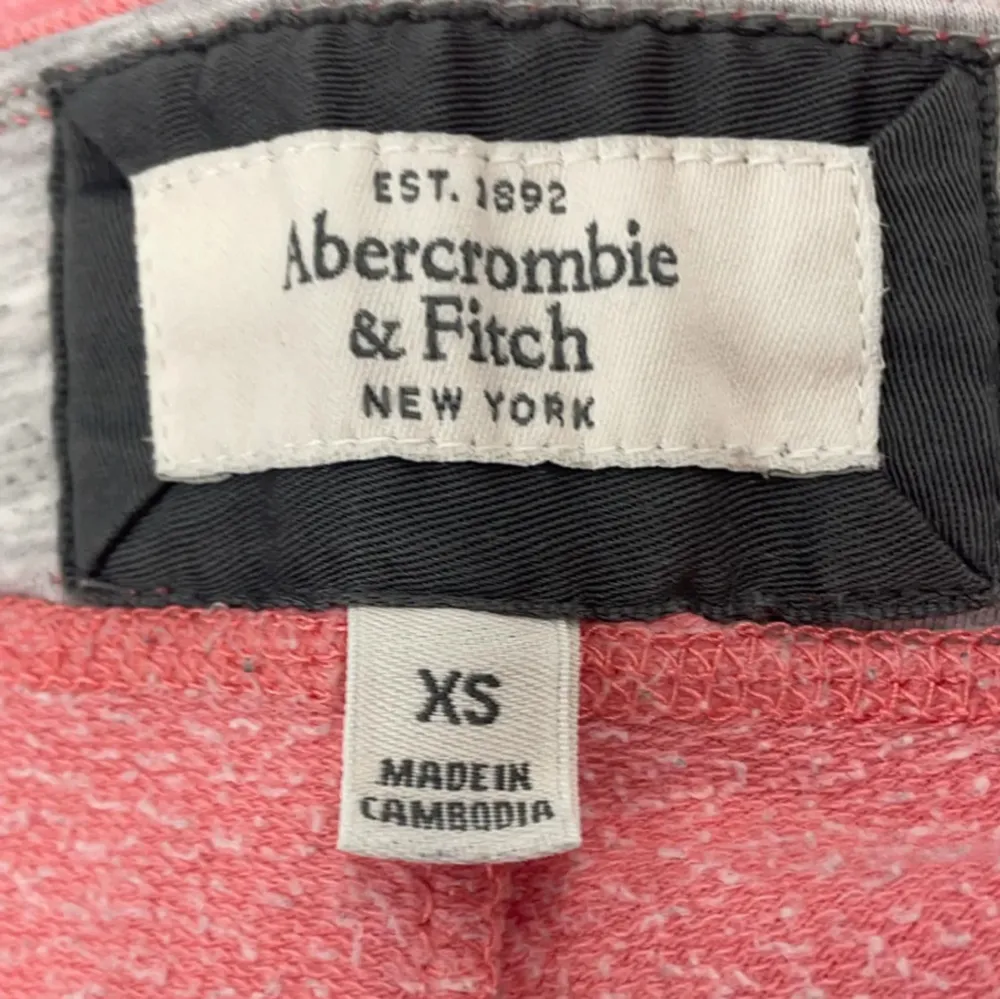 EST. 1892
Abercrombie
& Fitch
NEW YORK
XS
MADE IN
CAMBODIA